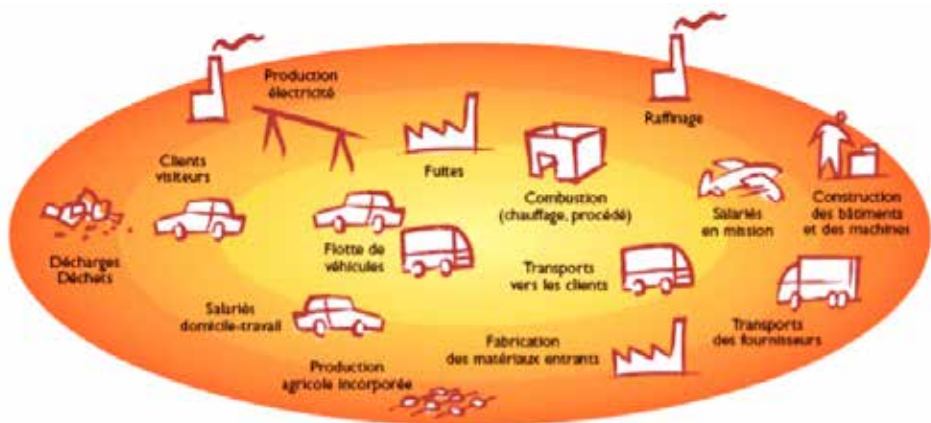 Production
électricité
Raffinage
Clients
visiteurs
Fuites
Combustion
(chauffage, procédé)
Salariés
en mission
Construction
des bâtiments
et des machines
Décharges
Déchets
Flotte de
véhicules
Transports
vers les clients
Salariés
domicile-travail
Transports
des fournisseurs
Fabrication
des matériaux entrants
Production
agricole incorporée